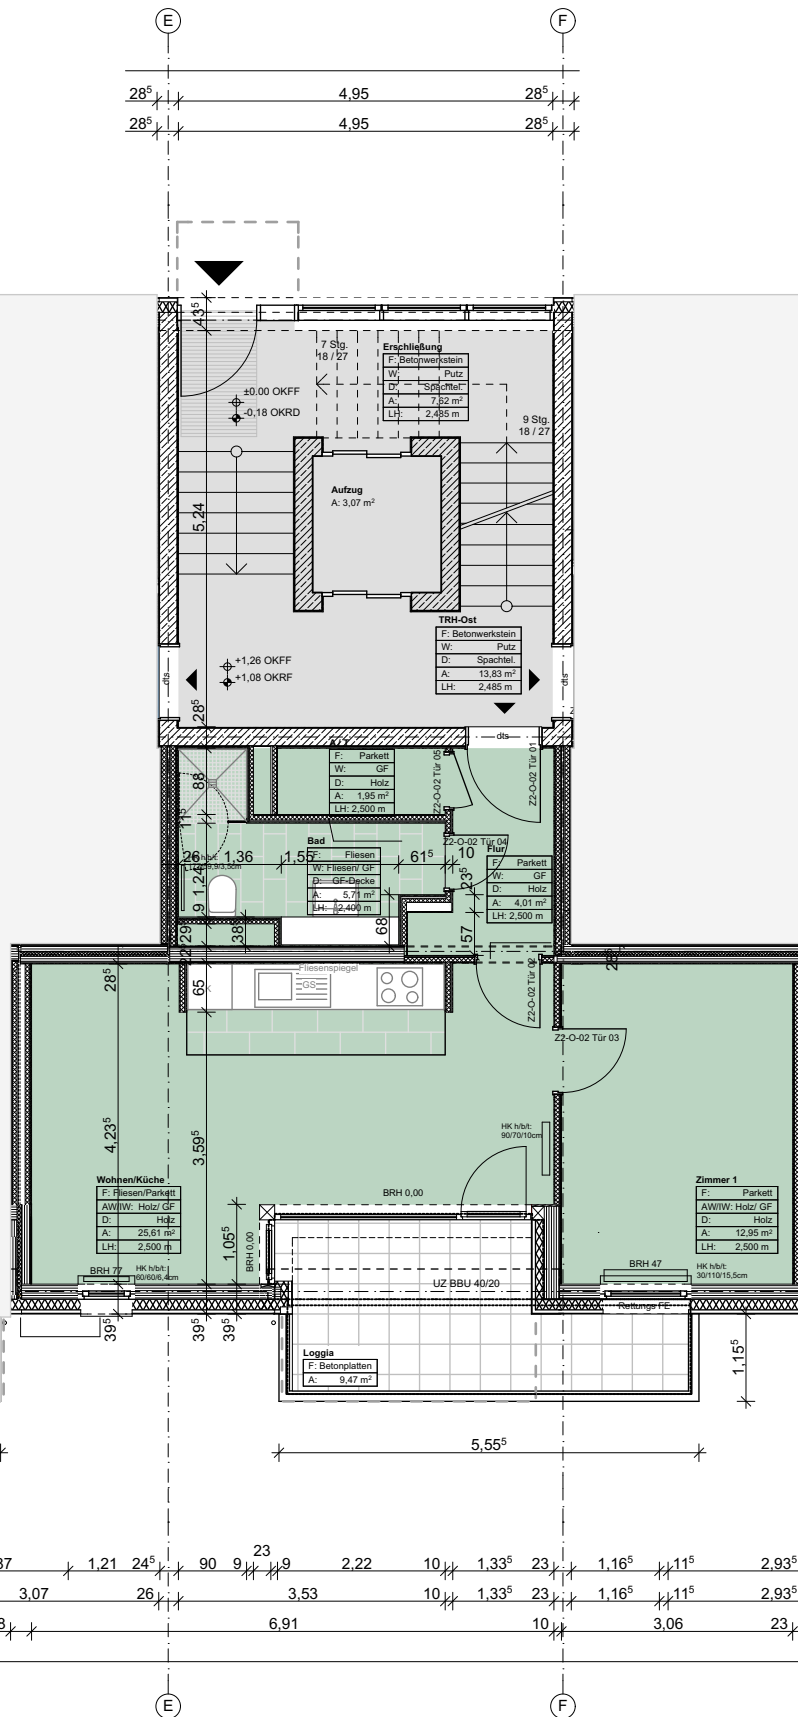 E F
28⁵ 4,95 28⁵
28⁵ 4,95 28⁵
43⁵
7 Stg.
18 / 27
Erschließung
F: Betonwerkstein
W: Putz
D: Spachtel.
A: 7,62 m²
LH: 2,485 m
±0.00 OKFF
-0,18 OKRD
9 Stg.
18 / 27
Aufzug
A: 3,07 m²
5,24
TRH-Ost
F: Betonwerkstein
W: Putz
D: Spachtel.
A: 13,83 m²
LH: 2,485 m
+1,26 OKFF
+1,08 OKRF
dts
dts
28⁵
dts
F: Parkett
W: GF
D: Holz
A: 1,95 m²
LH: 2,500 m
Z2-O-02 Tür 05
Z2-O-02 Tür 01
88
11⁵
Z2-O-02 Tür 04
Bad
F: Fliesen
W: Fliesen/ GF
D: GF-Decke
A: 5,71 m²
LH: 2,400 m
26 1,36 1,55 61⁵ 10
Flur
F: Parkett
W: GF
D: Holz
A: 4,01 m²
LH: 2,500 m
1,24
9
23⁵
68
57
38⁵
29
28⁵
28⁵
65
Fliesenspiegel
GS
Z2-O-02 Tür 02
Z2-O-02 Tür 03
4,23⁵
3,59⁵
HK h/b/t:
90/70/10cm
Wohnen/Küche
F: Fliesen/Parkett
AW/IW: Holz/ GF
D: Holz
A: 25,61 m²
LH: 2,500 m
BRH 0,00
Zimmer 1
F: Parkett
AW/IW: Holz/ GF
D: Holz
A: 12,95 m²
LH: 2,500 m
1,05⁵
BRH 0,00
BRH 77
HK h/b/t:
60/60/6,4cm
UZ BBU 40/20
BRH 47
HK h/b/t:
30/110/15,5cm
Rettungs FE
39⁵ 39⁵ 39⁵
Loggia
F: Betonplatten
A: 9,47 m²
1,15⁵
5,55⁵
37 1,21 24⁵ 90 9 23 9 2,22 10 1,33⁵ 23 1,16⁵ 11⁵ 2,93⁵
3,07 26 3,53 10 1,33⁵ 23 1,16⁵ 11⁵ 2,93⁵
6,91 10 3,06 23
E F